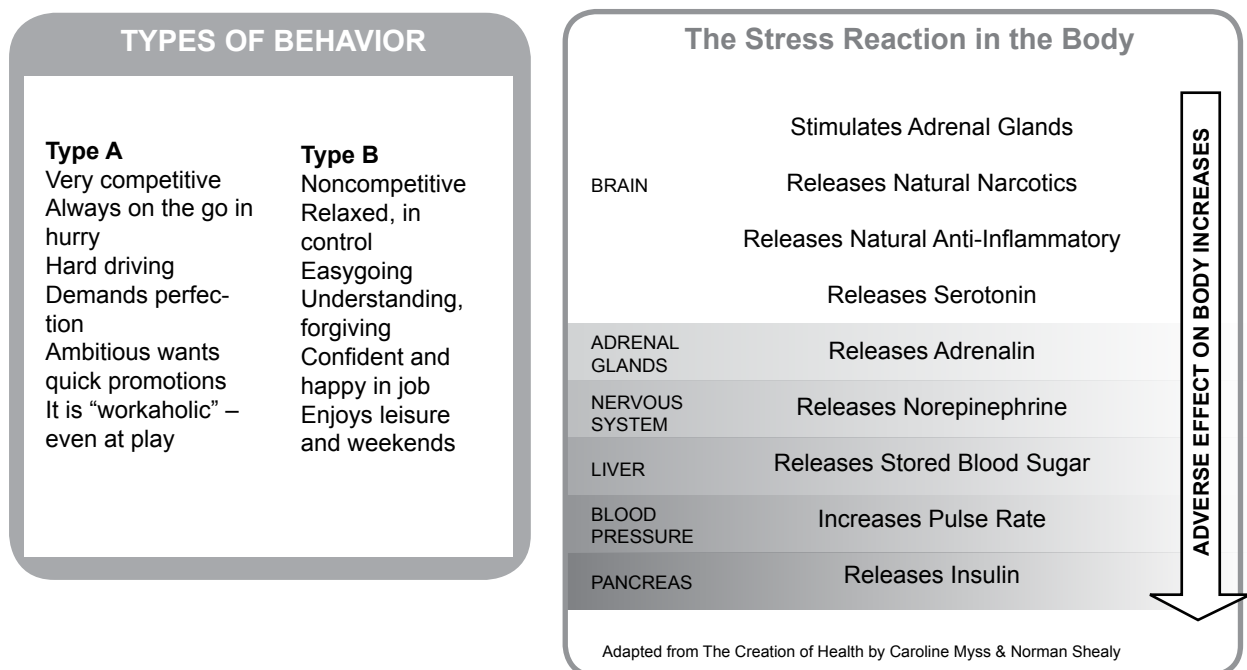 TYPES OF BEHAVIOR
Type A
Very competitive
Always on the go in
hurry
Hard driving
Demands perfec-
tion
Ambitious wants
quick promotions
It is “workaholic” –
even at play
Type B
Noncompetitive
Relaxed, in
control
Easygoing
Understanding,
forgiving
Confident and
happy in job
Enjoys leisure
and weekends
The Stress Reaction in the Body
BRAIN
Stimulates Adrenal Glands
Releases Natural Narcotics
Releases Natural Anti-Inflammatory
Releases Serotonin
ADRENAL
GLANDS
Releases Adrenalin
NERVOUS
SYSTEM
Releases Norepinephrine
LIVER
Releases Stored Blood Sugar
BLOOD
PRESSURE
Increases Pulse Rate
PANCREAS
Releases Insulin
ADVERSE EFFECT ON BODY INCREASES
Adapted from The Creation of Health by Caroline Myss & Norman Shealy